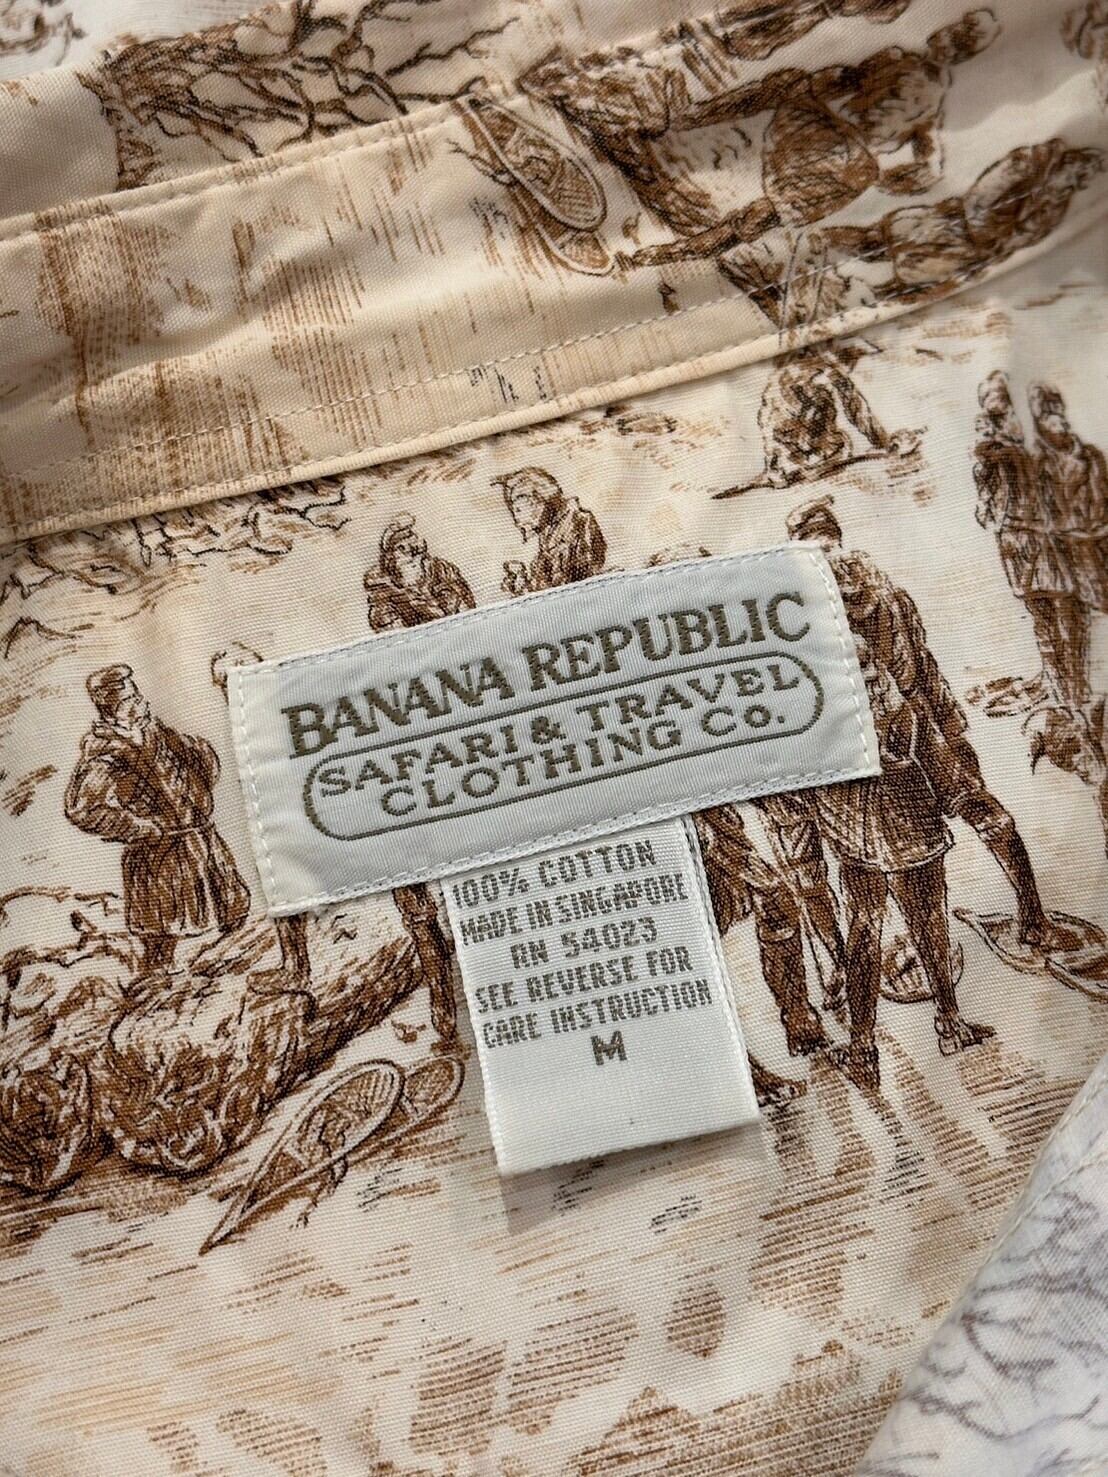 BANANA REPUBLIC
SAFARI & TRAVEL
CLOTHING CO.
100% COTTON
MADE IN SINGAPORE
RN 54023
SEE REVERSE FOR
CARE INSTRUCTION
M